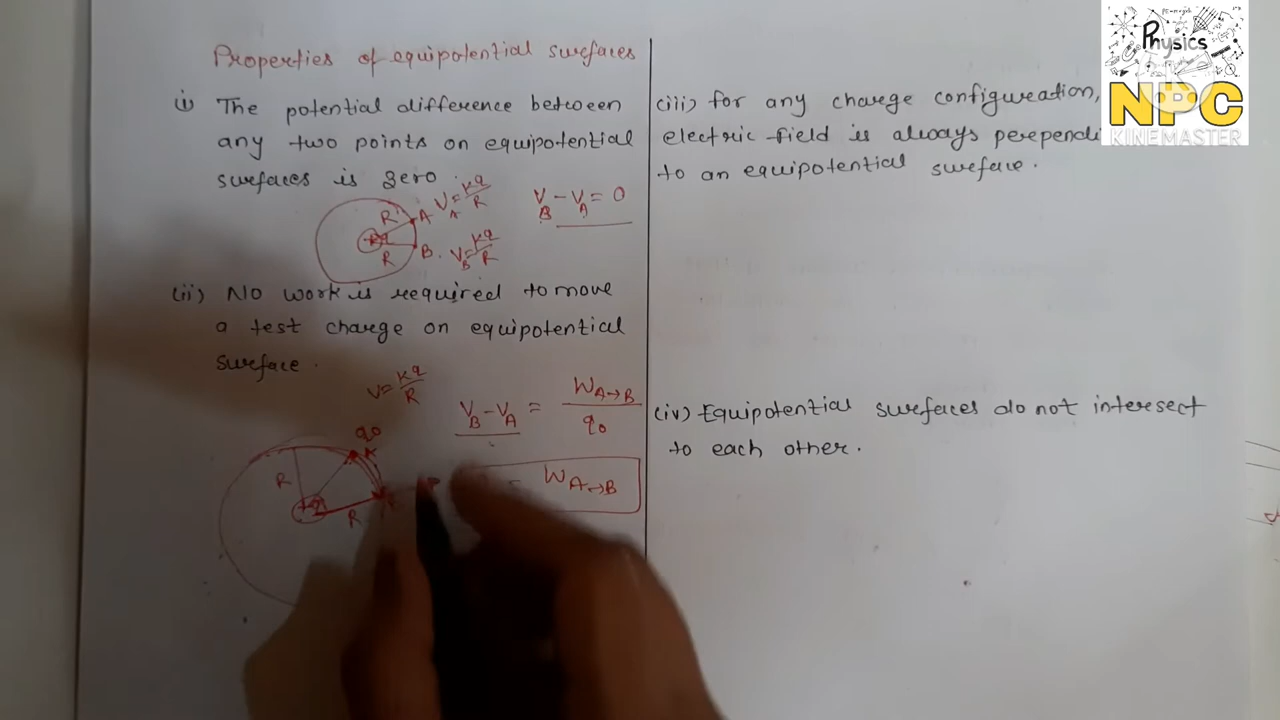 Properties of equipotential surfaces
(i) The potential difference between
any two points on equipotential
surfaces is zero.
R A V_A = Kq/R
V_B - V_A = 0
+q
R B. V_B = Kq/R
(ii) No work is required to move
a test charge on equipotential
surface.
V = Kq/R
V_B - V_A = W_A→B / q0
q0
R
R
= W_A→B
(iii) for any charge configuration,
electric field is always perpendi
to an equipotential surface.
(iv) Equipotential surfaces do not intersect
to each other.
Physics
NPC
KINEMASTER